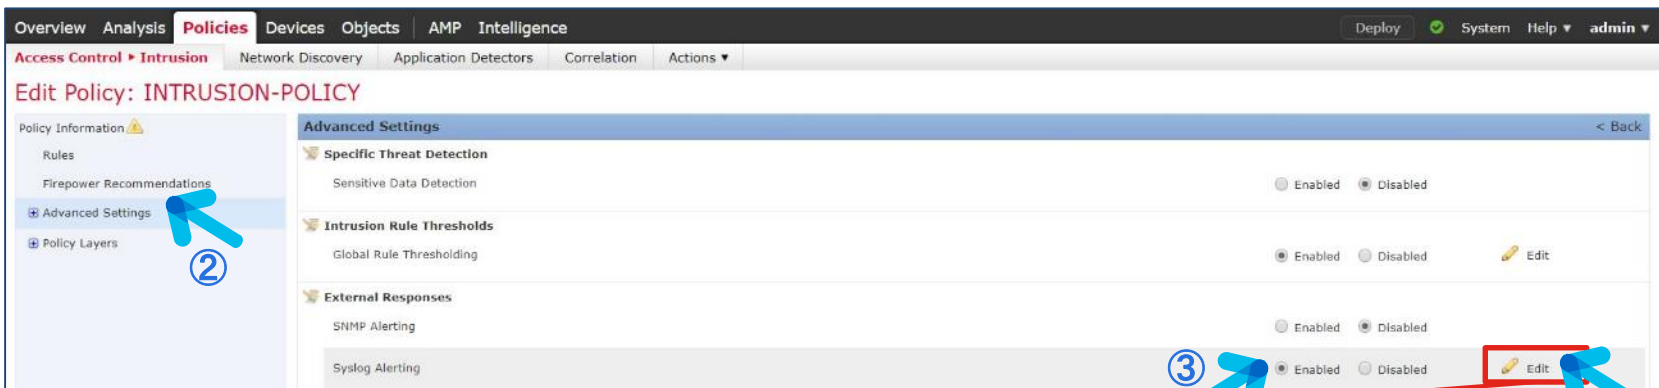 Overview Analysis Policies Devices Objects AMP Intelligence Deploy System Help ▾ admin ▾
Access Control ▸ Intrusion Network Discovery Application Detectors Correlation Actions ▾
Edit Policy: INTRUSION-POLICY
Policy Information
Rules
Firepower Recommendations
Advanced Settings
Policy Layers
②
Advanced Settings < Back
Specific Threat Detection
Sensitive Data Detection Enabled Disabled
Intrusion Rule Thresholds
Global Rule Thresholding Enabled Disabled Edit
External Responses
SNMP Alerting Enabled Disabled
Syslog Alerting ③ Enabled Disabled Edit